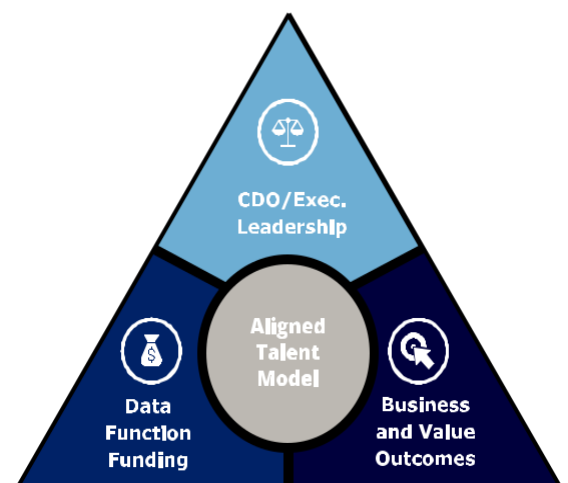 CDO/Exec.
Leadership
Aligned
Talent
Model
$
Data
Function
Funding
Business
and Value
Outcomes